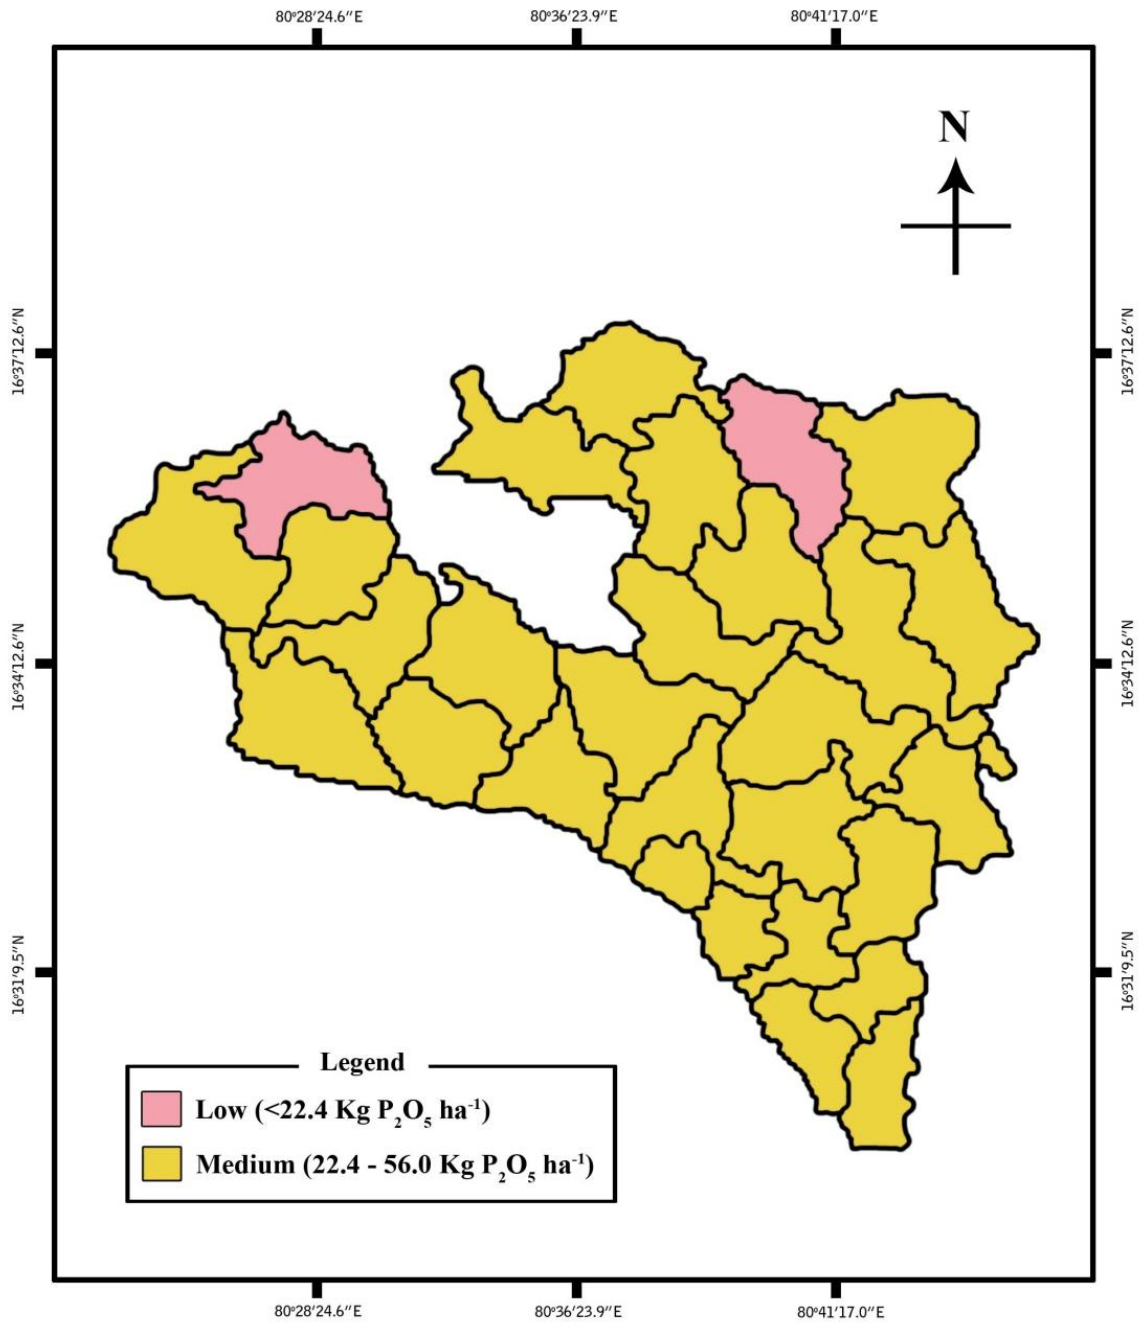 80°28'24.6"E 80°36'23.9"E 80°41'17.0"E
N
16°37'12.6"N 16°37'12.6"N
16°34'12.6"N 16°34'12.6"N
16°31'9.5"N 16°31'9.5"N
Legend
Low (<22.4 Kg P₂O₅ ha⁻¹)
Medium (22.4 - 56.0 Kg P₂O₅ ha⁻¹)
80°28'24.6"E 80°36'23.9"E 80°41'17.0"E